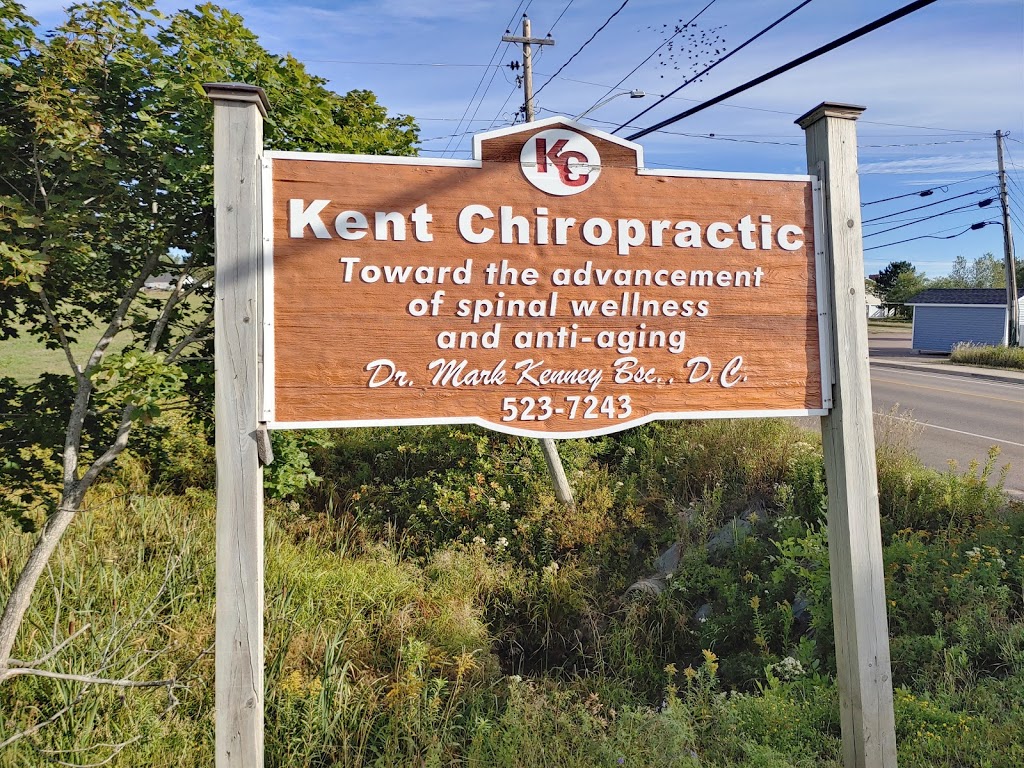 KC
Kent Chiropractic
Toward the advancement
of spinal wellness
and anti-aging
Dr. Mark Kenney Bsc., D.C.
523-7243